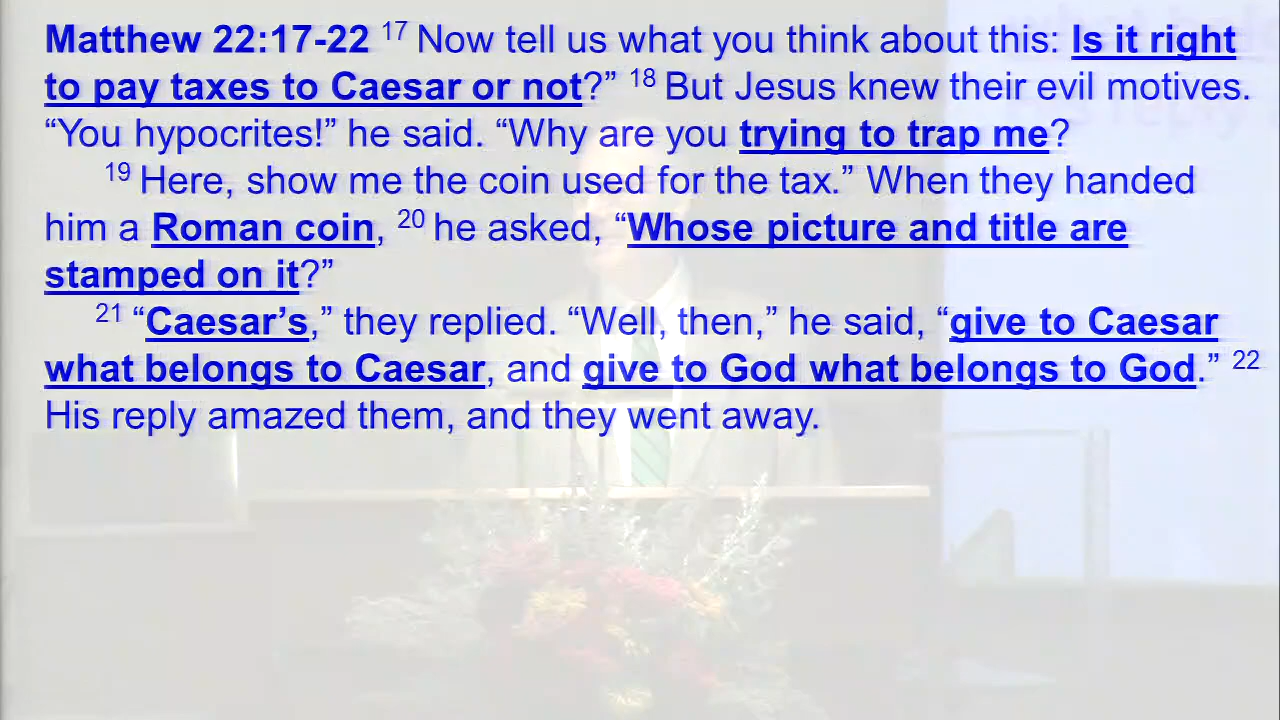 Matthew 22:17-22 17 Now tell us what you think about this: Is it right
to pay taxes to Caesar or not?” 18 But Jesus knew their evil motives.
“You hypocrites!” he said. “Why are you trying to trap me?
19 Here, show me the coin used for the tax.” When they handed
him a Roman coin, 20 he asked, “Whose picture and title are
stamped on it?”
21 “Caesar’s,” they replied. “Well, then,” he said, “give to Caesar
what belongs to Caesar, and give to God what belongs to God.” 22
His reply amazed them, and they went away.